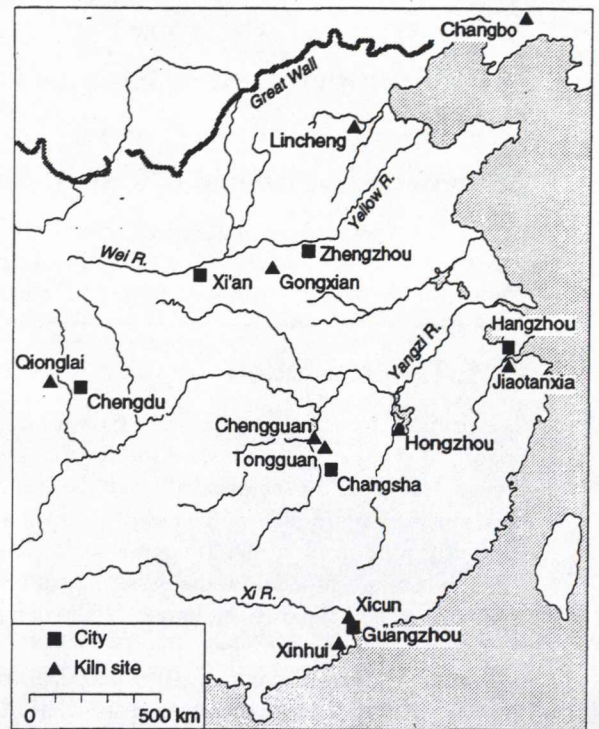 Changbo
Great Wall
Lincheng
Yellow R.
Zhengzhou
Wei R.
Xi'an
Gongxian
Hangzhou
Yangzi R.
Qionglai
Jiaotanxia
Chengdu
Chengguan
Hongzhou
Tongguan
Changsha
Xi R.
Xicun
Guangzhou
Xinhui
City
Kiln site
0 500 km